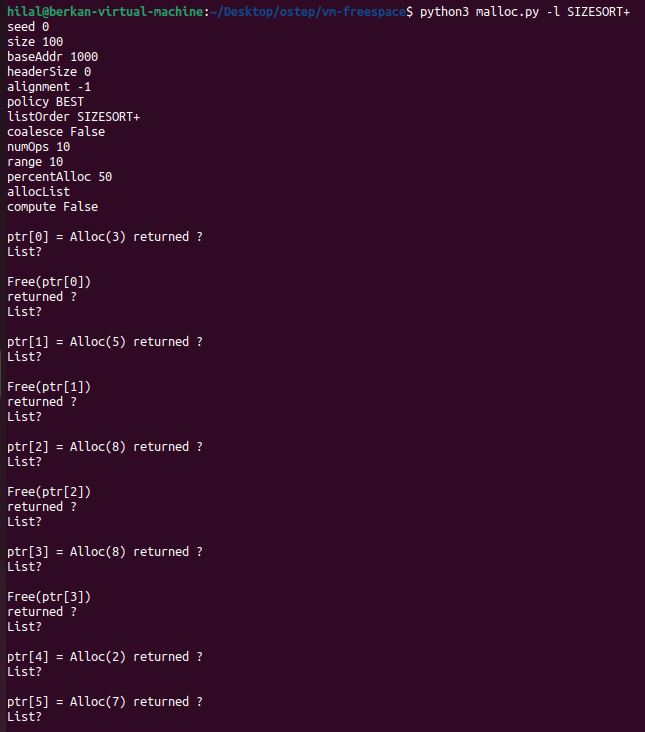 hilal@berkan-virtual-machine:~/Desktop/ostep/vm-freespace$ python3 malloc.py -l SIZESORT+
seed 0
size 100
baseAddr 1000
headerSize 0
alignment -1
policy BEST
listOrder SIZESORT+
coalesce False
numOps 10
range 10
percentAlloc 50
allocList
compute False
ptr[0] = Alloc(3) returned ?
List?
Free(ptr[0])
returned ?
List?
ptr[1] = Alloc(5) returned ?
List?
Free(ptr[1])
returned ?
List?
ptr[2] = Alloc(8) returned ?
List?
Free(ptr[2])
returned ?
List?
ptr[3] = Alloc(8) returned ?
List?
Free(ptr[3])
returned ?
List?
ptr[4] = Alloc(2) returned ?
List?
ptr[5] = Alloc(7) returned ?
List?